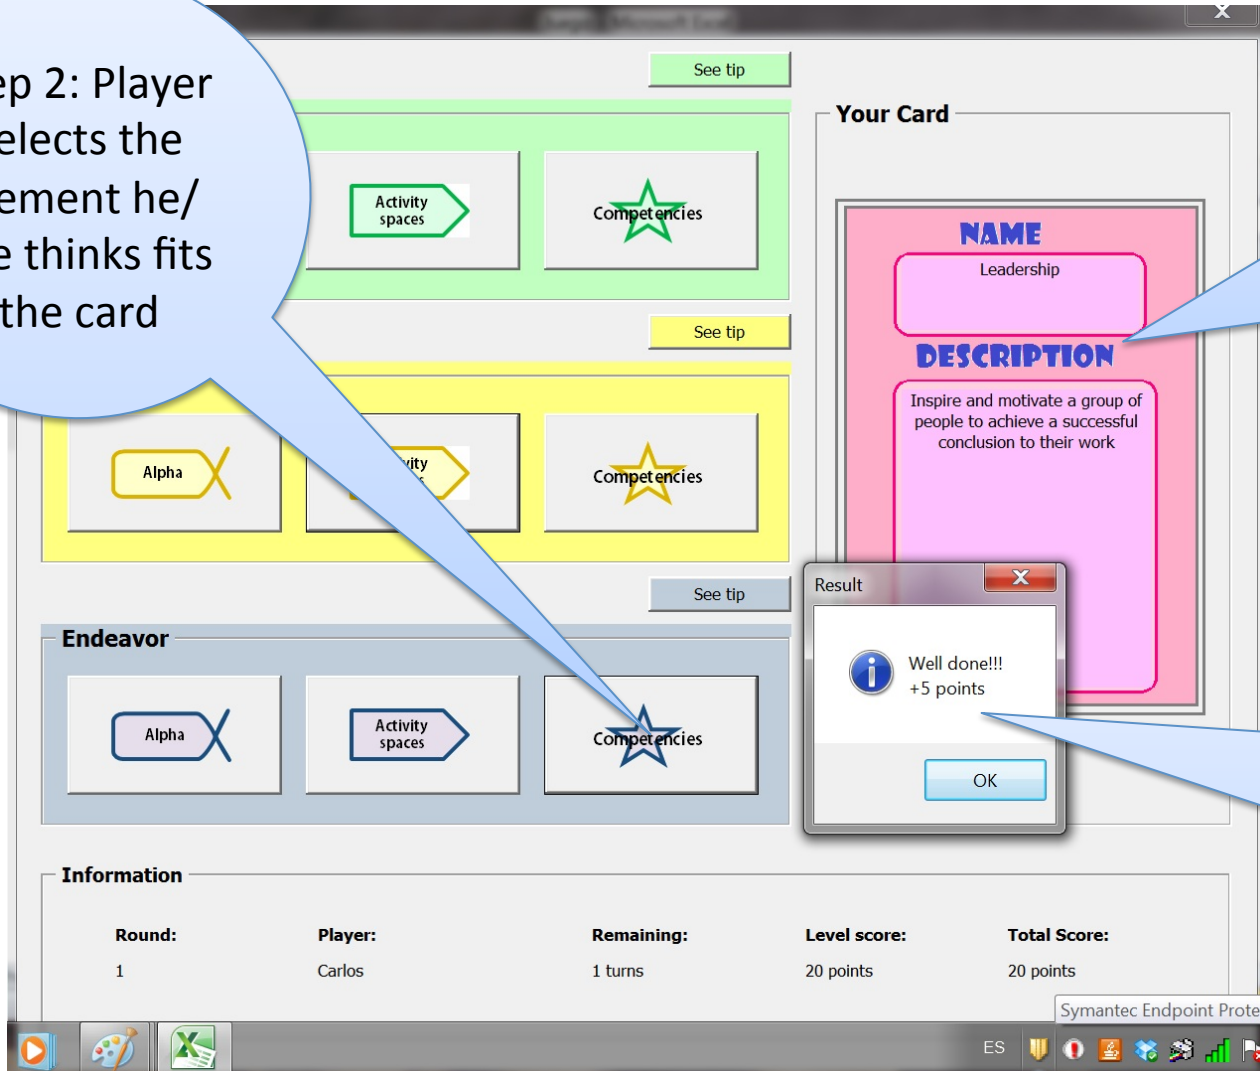 ep 2: Player
elects the
ement he/
e thinks fits
the card
See tip
Activity
spaces
Competencies
See tip
Alpha
Competencies
See tip
Endeavor
Alpha
Activity
spaces
Competencies
Your Card
NAME
Leadership
DESCRIPTION
Inspire and motivate a group of
people to achieve a successful
conclusion to their work
Result
Well done!!!
+5 points
OK
Information
Round:
Player:
Remaining:
Level score:
Total Score:
1
Carlos
1 turns
20 points
20 points
Symantec Endpoint Prote
ES